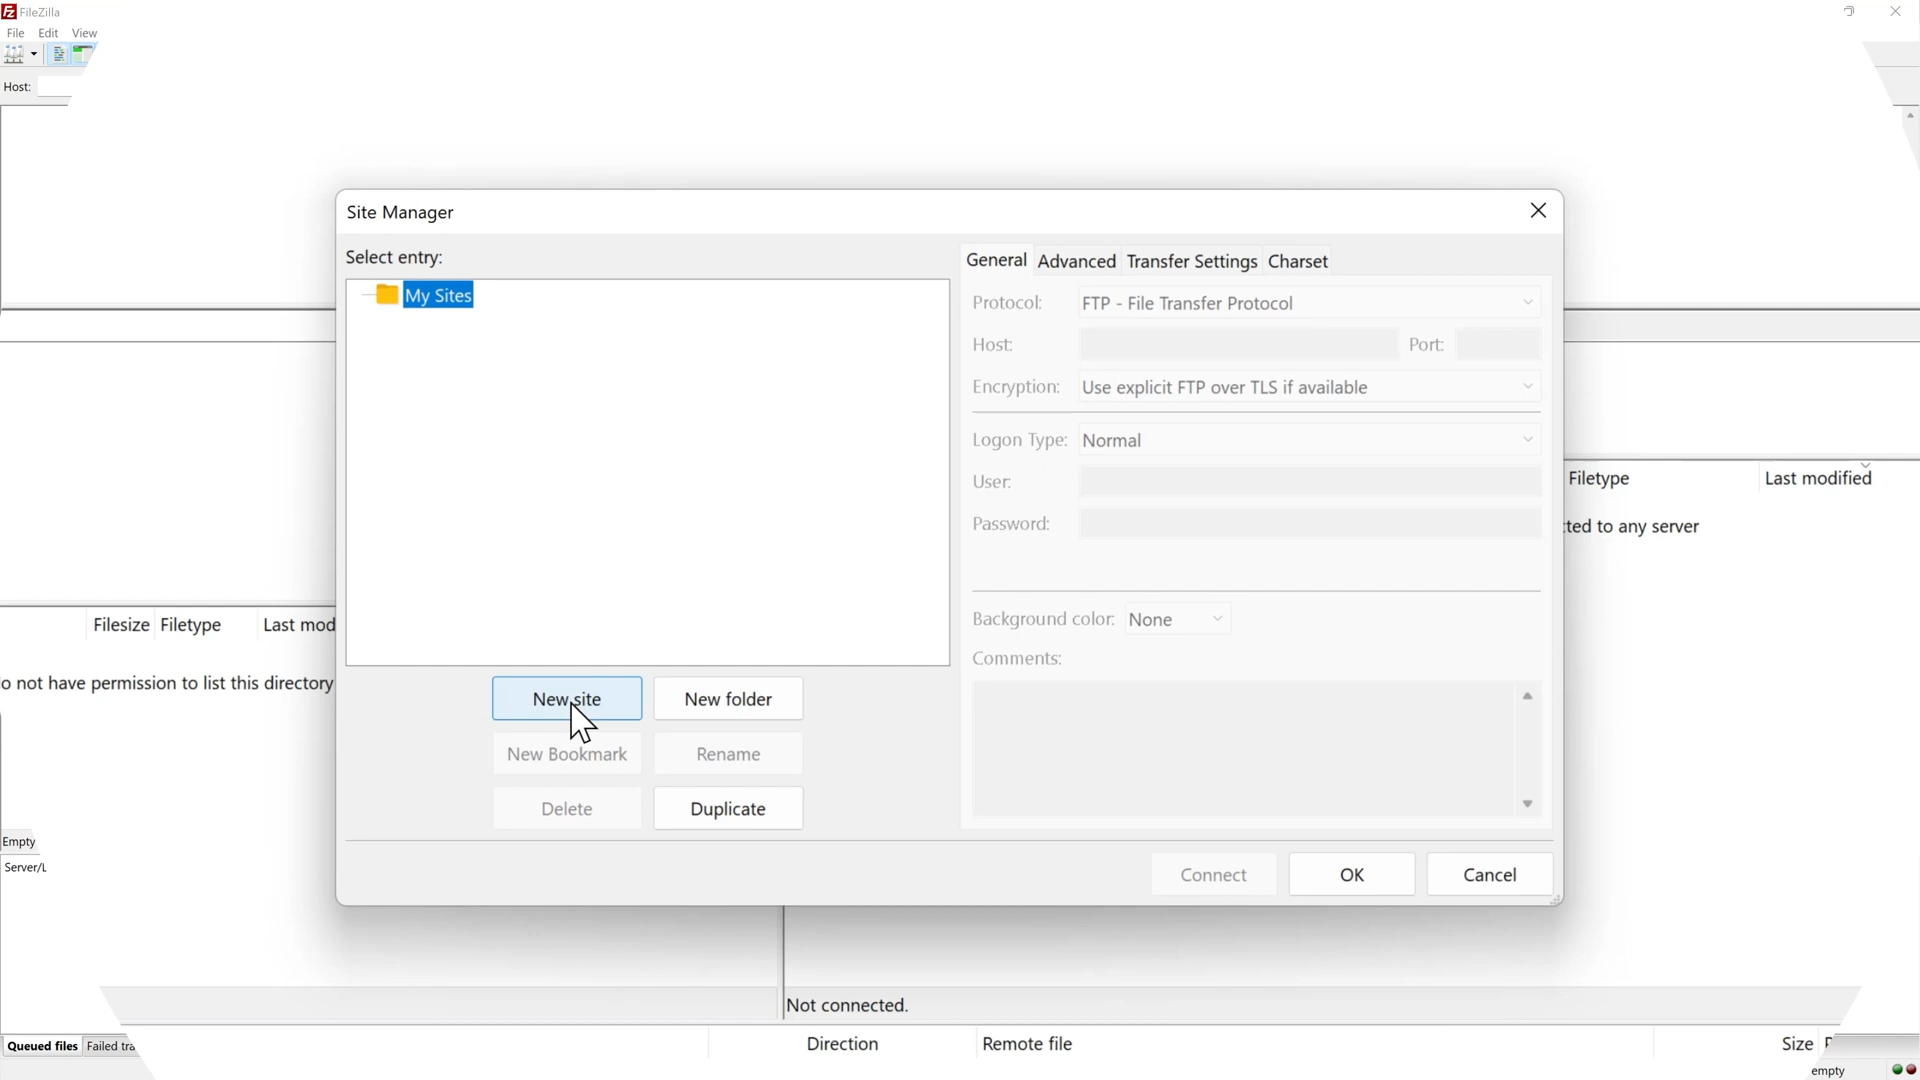 FileZilla
File Edit View
Host:
Site Manager
Select entry:
My Sites
General Advanced Transfer Settings Charset
Protocol: FTP - File Transfer Protocol
Host: Port:
Encryption: Use explicit FTP over TLS if available
Logon Type: Normal
User:
Password:
Background color: None
Comments:
New site New folder
New Bookmark Rename
Delete Duplicate
Connect OK Cancel
Filetype Last modified
to any server
Filesize Filetype Last mod
not have permission to list this directory
Empty
Server/L
Not connected.
Queued files Failed tra
Direction Remote file Size
empty